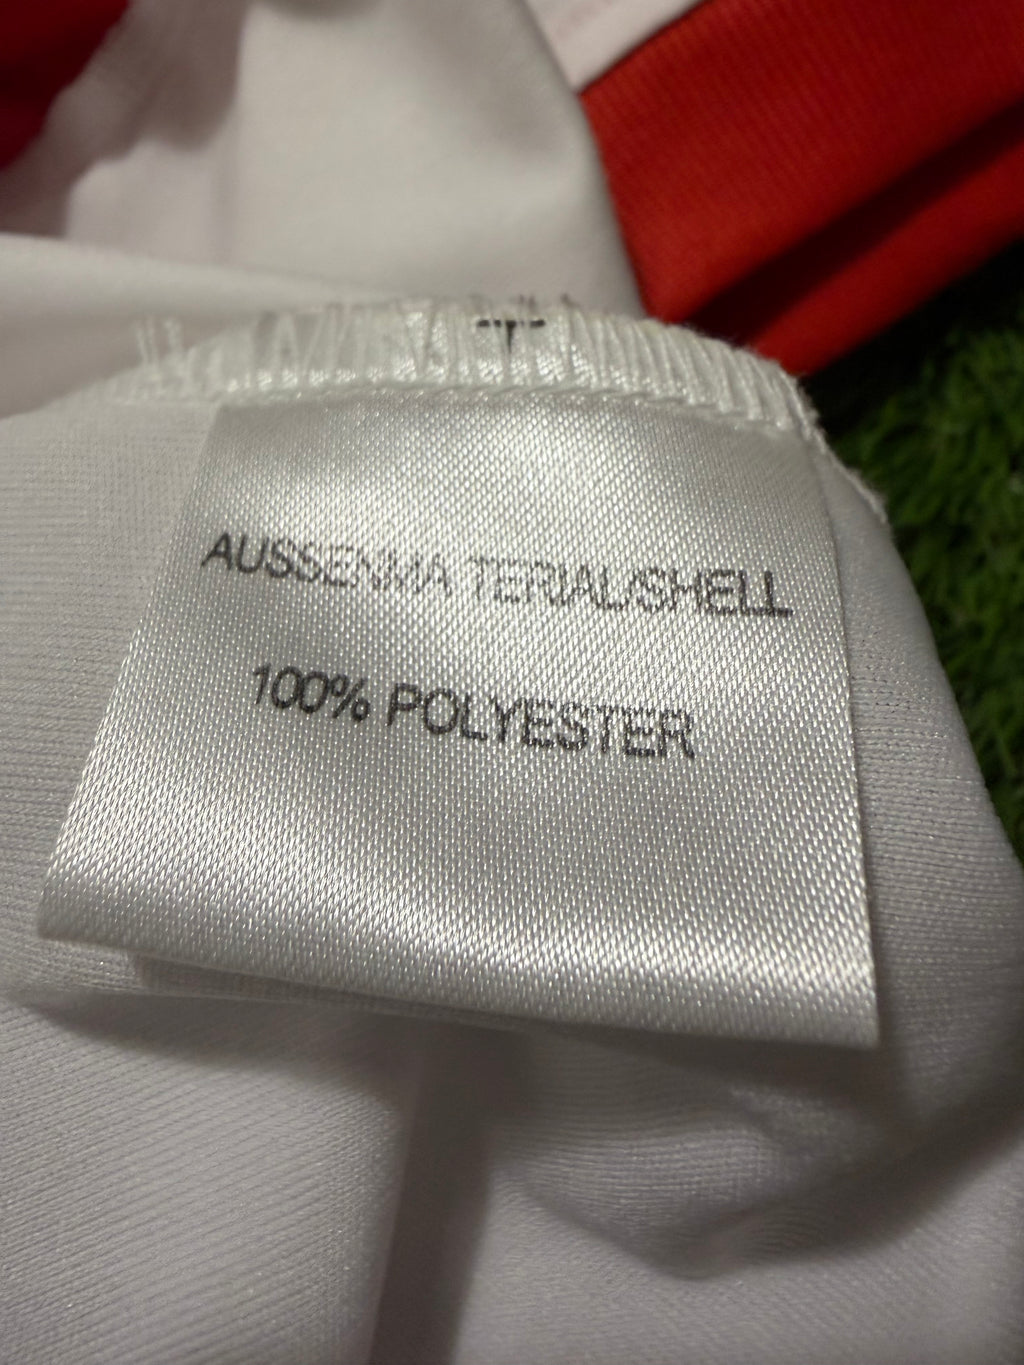 T
AUSSENMA TERIAL/SHELL
100% POLYESTER